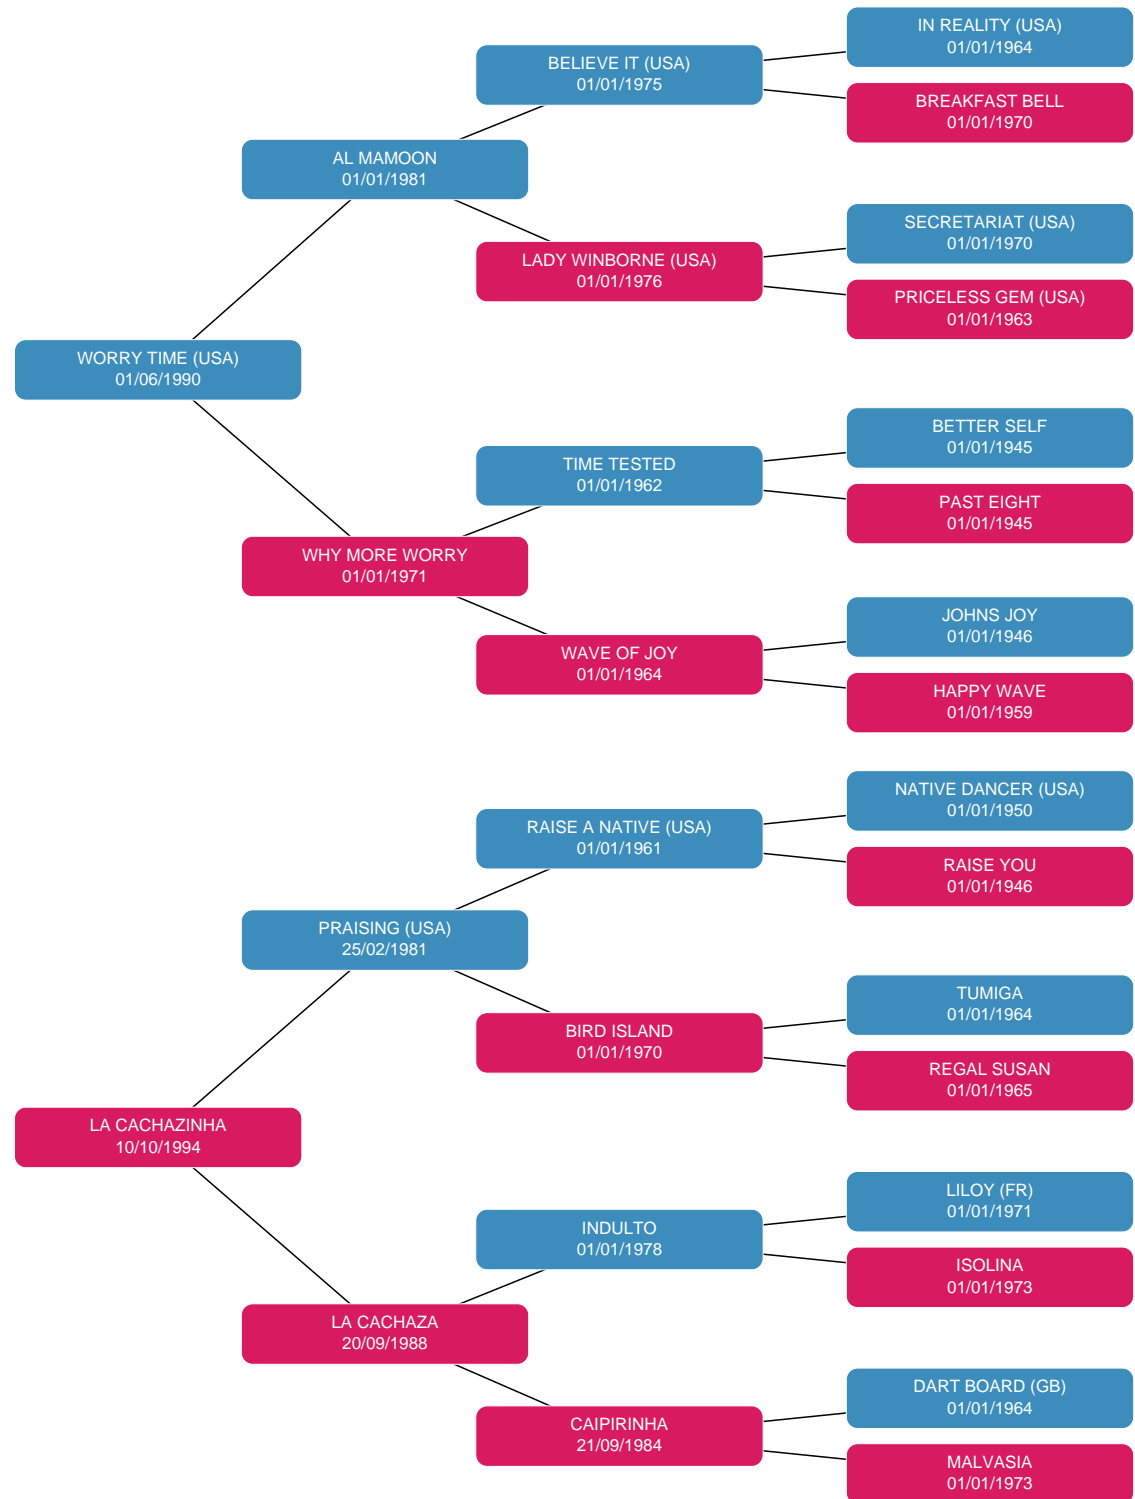 IN REALITY (USA)
01/01/1964
BELIEVE IT (USA)
01/01/1975
BREAKFAST BELL
01/01/1970
AL MAMOON
01/01/1981
SECRETARIAT (USA)
01/01/1970
LADY WINBORNE (USA)
01/01/1976
PRICELESS GEM (USA)
01/01/1963
WORRY TIME (USA)
01/06/1990
BETTER SELF
01/01/1945
TIME TESTED
01/01/1962
PAST EIGHT
01/01/1945
WHY MORE WORRY
01/01/1971
JOHNS JOY
01/01/1946
WAVE OF JOY
01/01/1964
HAPPY WAVE
01/01/1959
NATIVE DANCER (USA)
01/01/1950
RAISE A NATIVE (USA)
01/01/1961
RAISE YOU
01/01/1946
PRAISING (USA)
25/02/1981
TUMIGA
01/01/1964
BIRD ISLAND
01/01/1970
REGAL SUSAN
01/01/1965
LA CACHAZINHA
10/10/1994
LILOY (FR)
01/01/1971
INDULTO
01/01/1978
ISOLINA
01/01/1973
LA CACHAZA
20/09/1988
DART BOARD (GB)
01/01/1964
CAIPIRINHA
21/09/1984
MALVASIA
01/01/1973